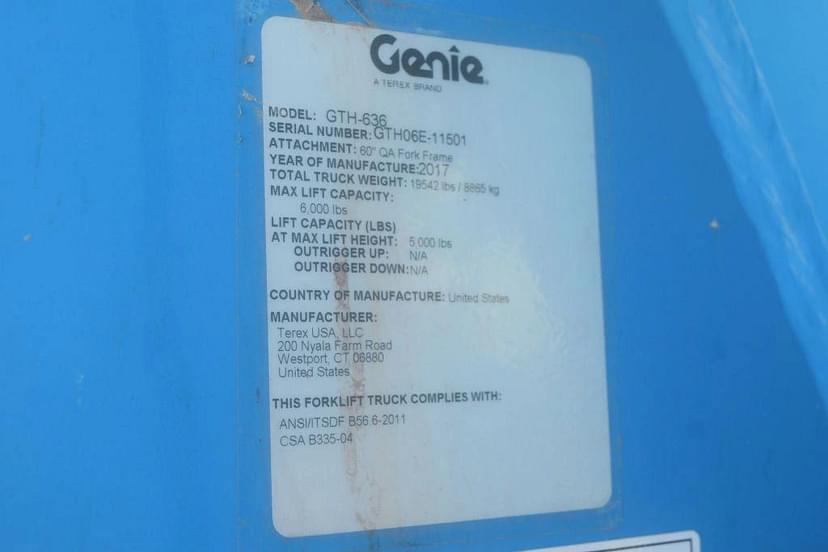 Genie
A TEREX BRAND
MODEL: GTH-636
SERIAL NUMBER: GTH06E-11501
ATTACHMENT: 60" QA Fork Frame
YEAR OF MANUFACTURE:2017
TOTAL TRUCK WEIGHT: 19542 lbs / 8865 kg
MAX LIFT CAPACITY:
6,000 lbs
LIFT CAPACITY (LBS)
AT MAX LIFT HEIGHT: 5,000 lbs
OUTRIGGER UP: N/A
OUTRIGGER DOWN:N/A
COUNTRY OF MANUFACTURE: United States
MANUFACTURER:
Terex USA, LLC
200 Nyala Farm Road
Westport, CT 06880
United States
THIS FORKLIFT TRUCK COMPLIES WITH:
ANSI/ITSDF B56.6-2011
CSA B335-04